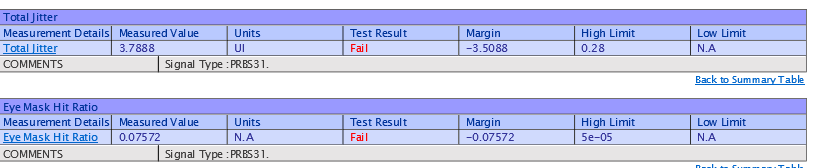 Total Jitter
Measurement Details Measured Value Units Test Result Margin High Limit Low Limit
Total Jitter 3.7888 UI Fail −3.5088 0.28 N.A
COMMENTS Signal Type :PRBS31.
Back to Summary Table
Eye Mask Hit Ratio
Measurement Details Measured Value Units Test Result Margin High Limit Low Limit
Eye Mask Hit Ratio 0.07572 N.A Fail −0.07572 5e−05 N.A
COMMENTS Signal Type :PRBS31.
Back to Summary Table